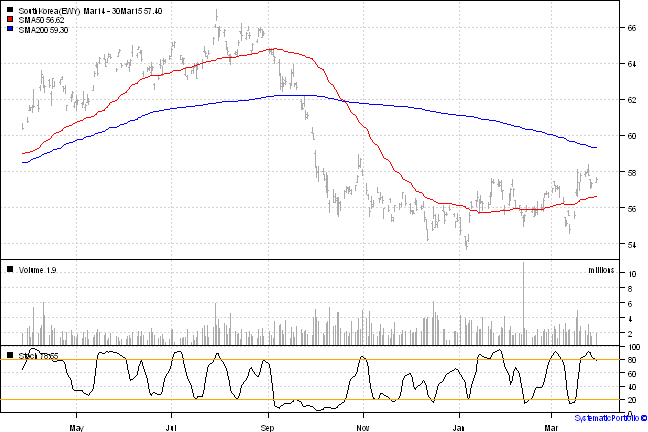 SouthKorea(EWY) Mar14 - 30Mar15 57.40
SMA50 56.62
SMA200 59.30
66
64
62
60
58
56
54
Volume 1.9
millions
10
8
6
4
2
100
80
60
40
20
0
May
Jul
Sep
Nov
Jan
Mar
SystematicPortfolio ©